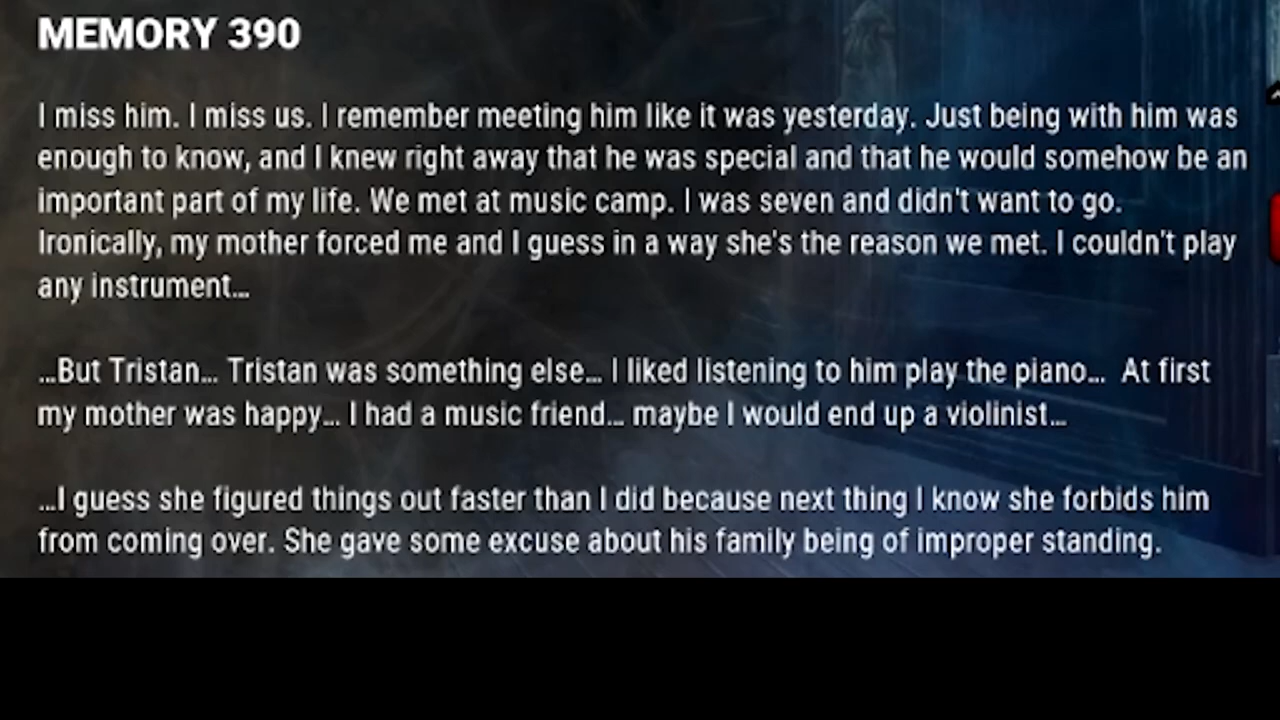 MEMORY 390
I miss him. I miss us. I remember meeting him like it was yesterday. Just being with him was
enough to know, and I knew right away that he was special and that he would somehow be an
important part of my life. We met at music camp. I was seven and didn't want to go.
Ironically, my mother forced me and I guess in a way she's the reason we met. I couldn't play
any instrument…
…But Tristan… Tristan was something else… I liked listening to him play the piano…  At first
my mother was happy… I had a music friend… maybe I would end up a violinist…
…I guess she figured things out faster than I did because next thing I know she forbids him
from coming over. She gave some excuse about his family being of improper standing.